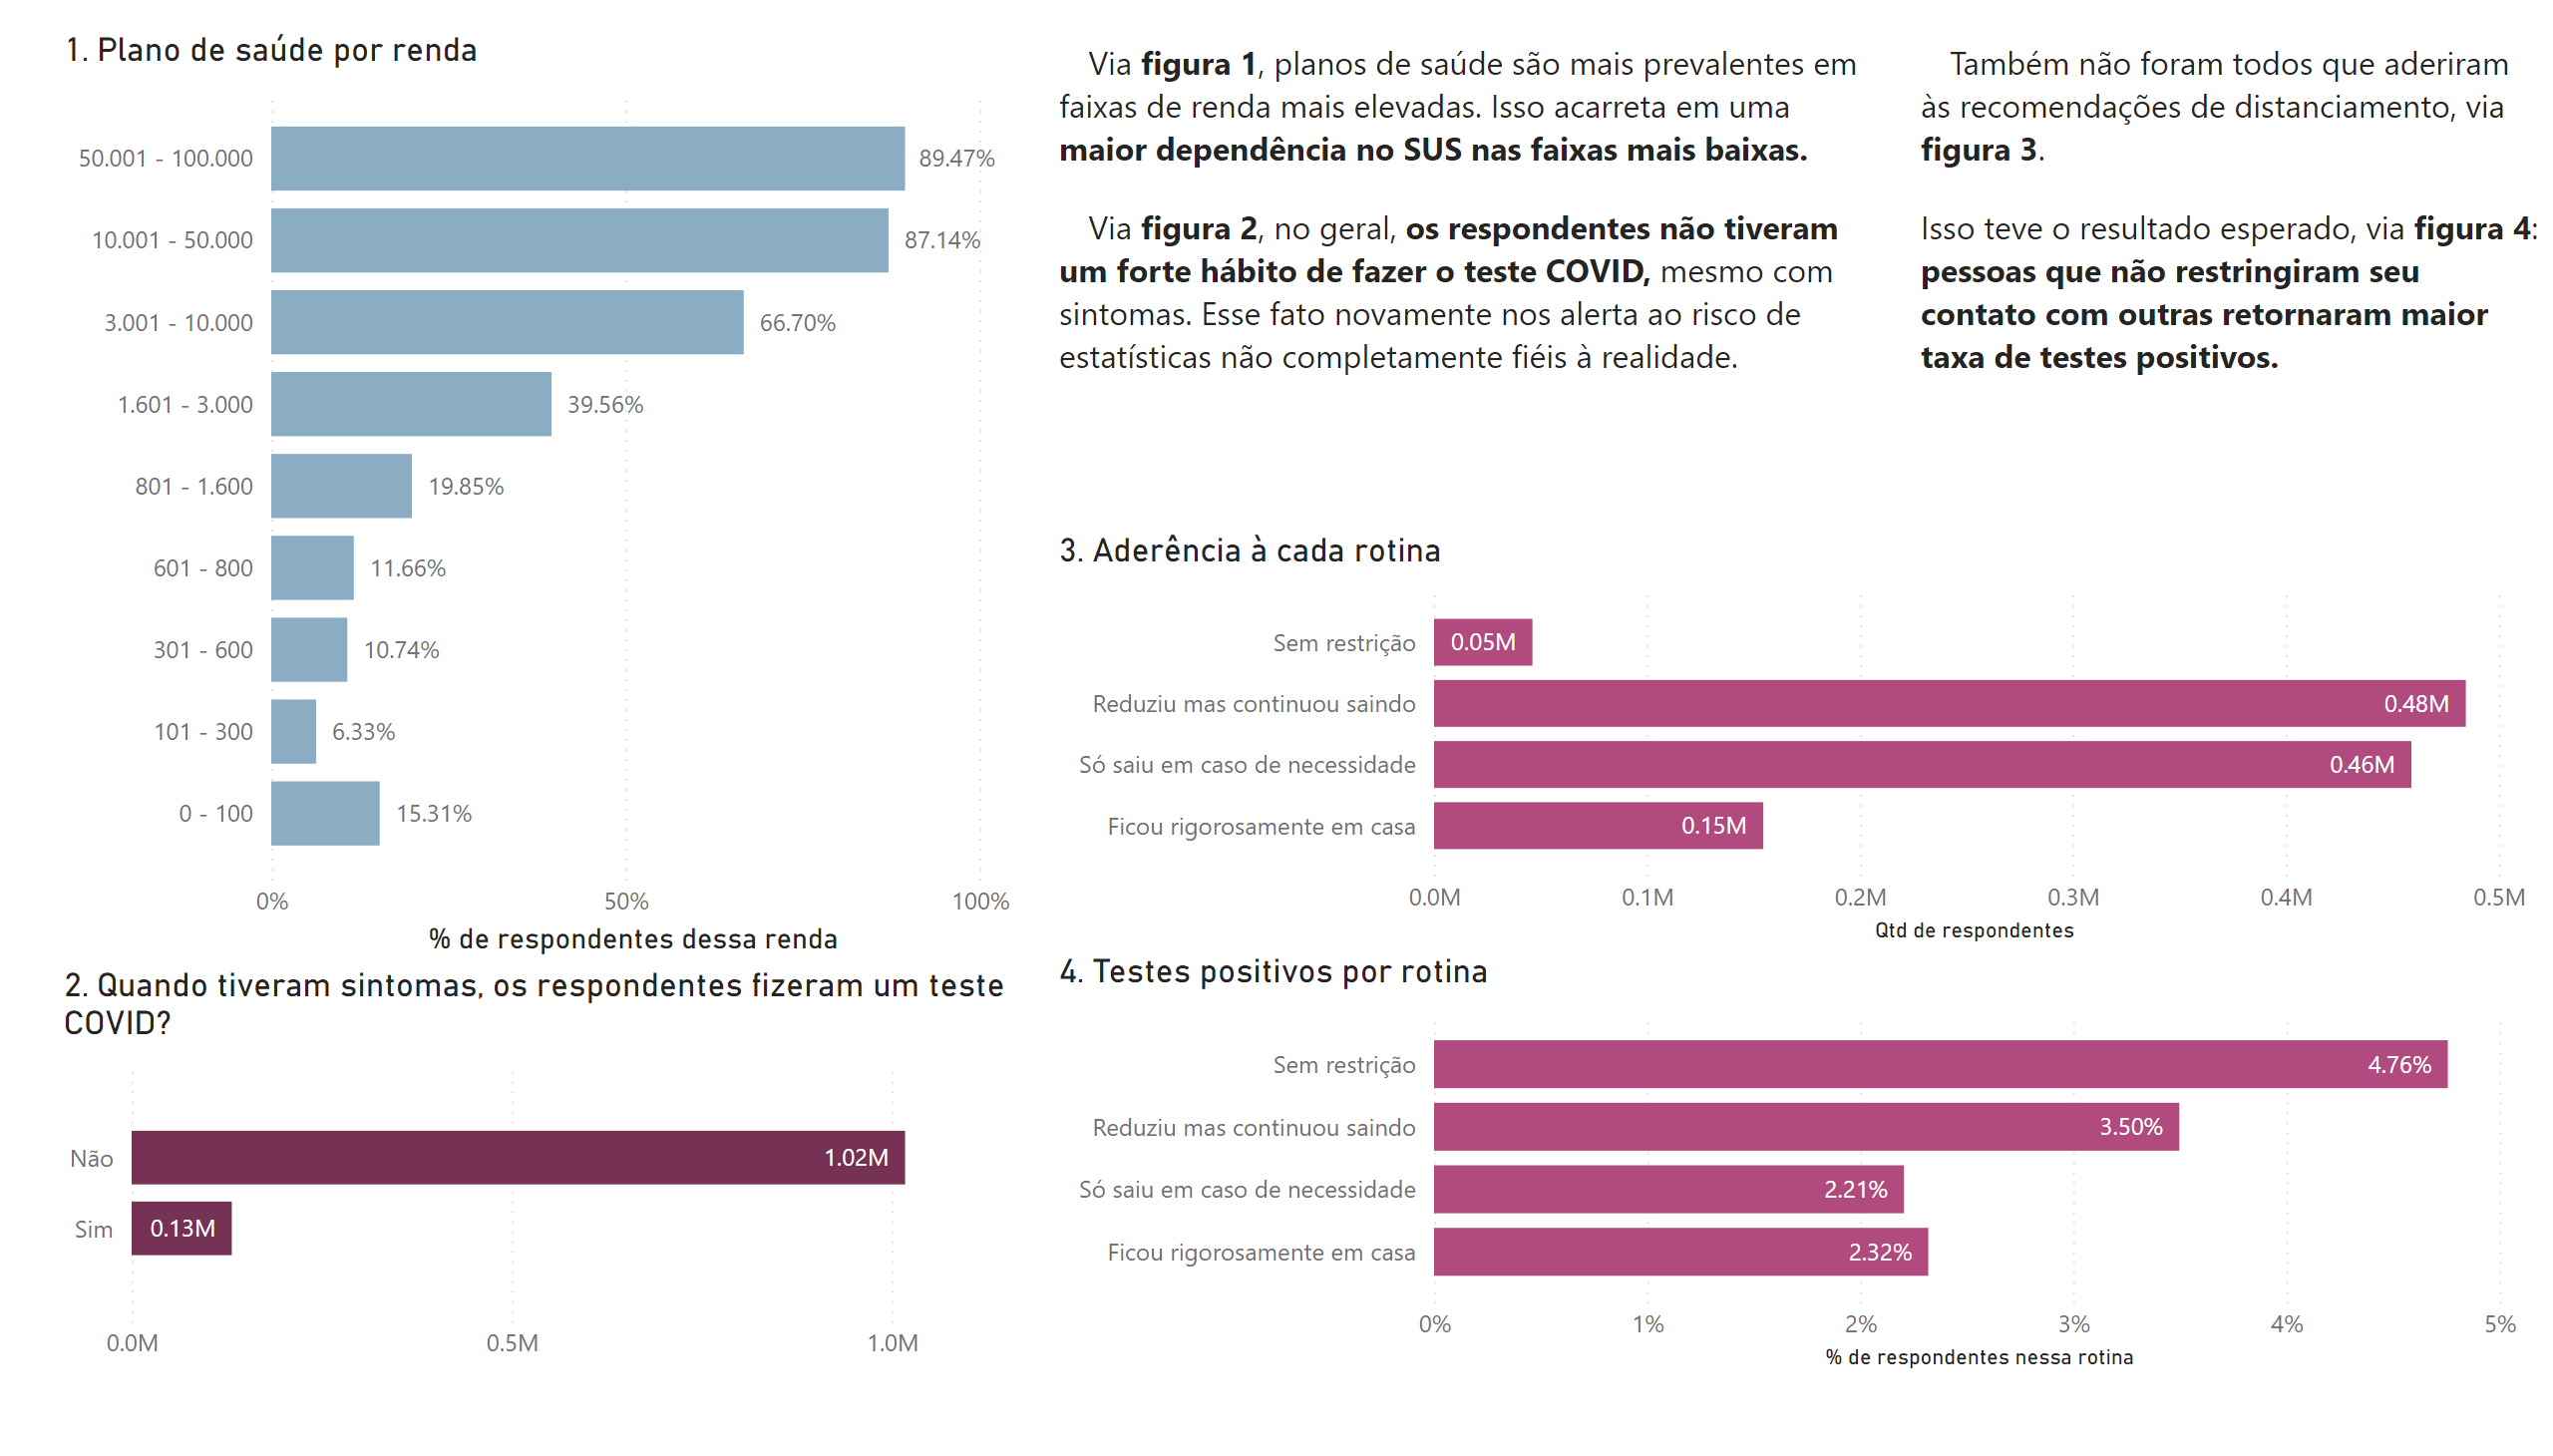 1. Plano de saúde por renda
50.001 - 100.000
89.47%
10.001 - 50.000
87.14%
3.001 - 10.000
66.70%
1.601 - 3.000
39.56%
801 - 1.600
19.85%
601 - 800
11.66%
301 - 600
10.74%
101 - 300
6.33%
0 - 100
15.31%
0%
50%
100%
% de respondentes dessa renda
2. Quando tiveram sintomas, os respondentes fizeram um teste
COVID?
Não
1.02M
Sim
0.13M
0.0M
0.5M
1.0M
Via figura 1, planos de saúde são mais prevalentes em
faixas de renda mais elevadas. Isso acarreta em uma
maior dependência no SUS nas faixas mais baixas.
Via figura 2, no geral, os respondentes não tiveram
um forte hábito de fazer o teste COVID, mesmo com
sintomas. Esse fato novamente nos alerta ao risco de
estatísticas não completamente fiéis à realidade.
Também não foram todos que aderiram
às recomendações de distanciamento, via
figura 3.
Isso teve o resultado esperado, via figura 4:
pessoas que não restringiram seu
contato com outras retornaram maior
taxa de testes positivos.
3. Aderência à cada rotina
Sem restrição
0.05M
Reduziu mas continuou saindo
0.48M
Só saiu em caso de necessidade
0.46M
Ficou rigorosamente em casa
0.15M
0.0M
0.1M
0.2M
0.3M
0.4M
0.5M
Qtd de respondentes
4. Testes positivos por rotina
Sem restrição
4.76%
Reduziu mas continuou saindo
3.50%
Só saiu em caso de necessidade
2.21%
Ficou rigorosamente em casa
2.32%
0%
1%
2%
3%
4%
5%
% de respondentes nessa rotina